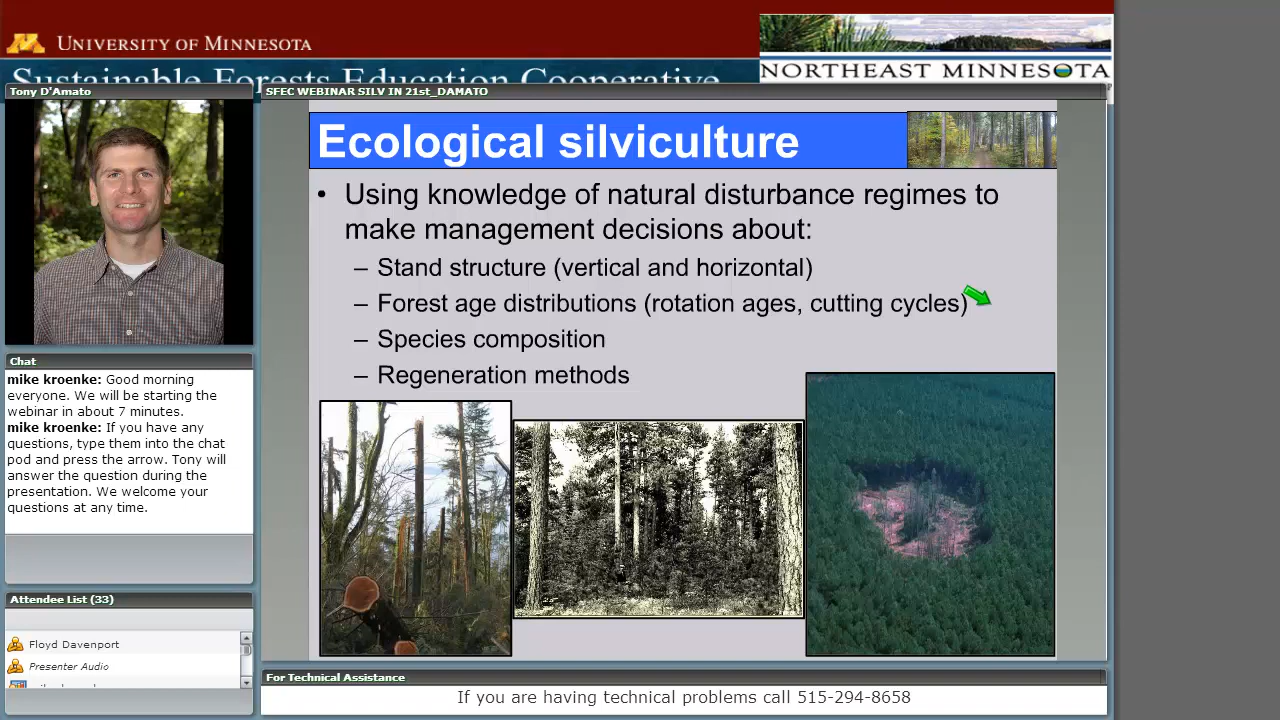 UNIVERSITY OF MINNESOTA
Sustainable Forests Education Cooperative
NORTHEAST MINNESOTA
Tony D'Amato
SFEC WEBINAR SILV IN 21st_DAMATO
Ecological silviculture
• Using knowledge of natural disturbance regimes to
make management decisions about:
– Stand structure (vertical and horizontal)
– Forest age distributions (rotation ages, cutting cycles)
– Species composition
– Regeneration methods
Chat
mike kroenke: Good morning
everyone. We will be starting the
webinar in about 7 minutes.
mike kroenke: If you have any
questions, type them into the chat
pod and press the arrow. Tony will
answer the question during the
presentation. We welcome your
questions at any time.
Attendee List (33)
Floyd Davenport
Presenter Audio
For Technical Assistance
If you are having technical problems call 515-294-8658